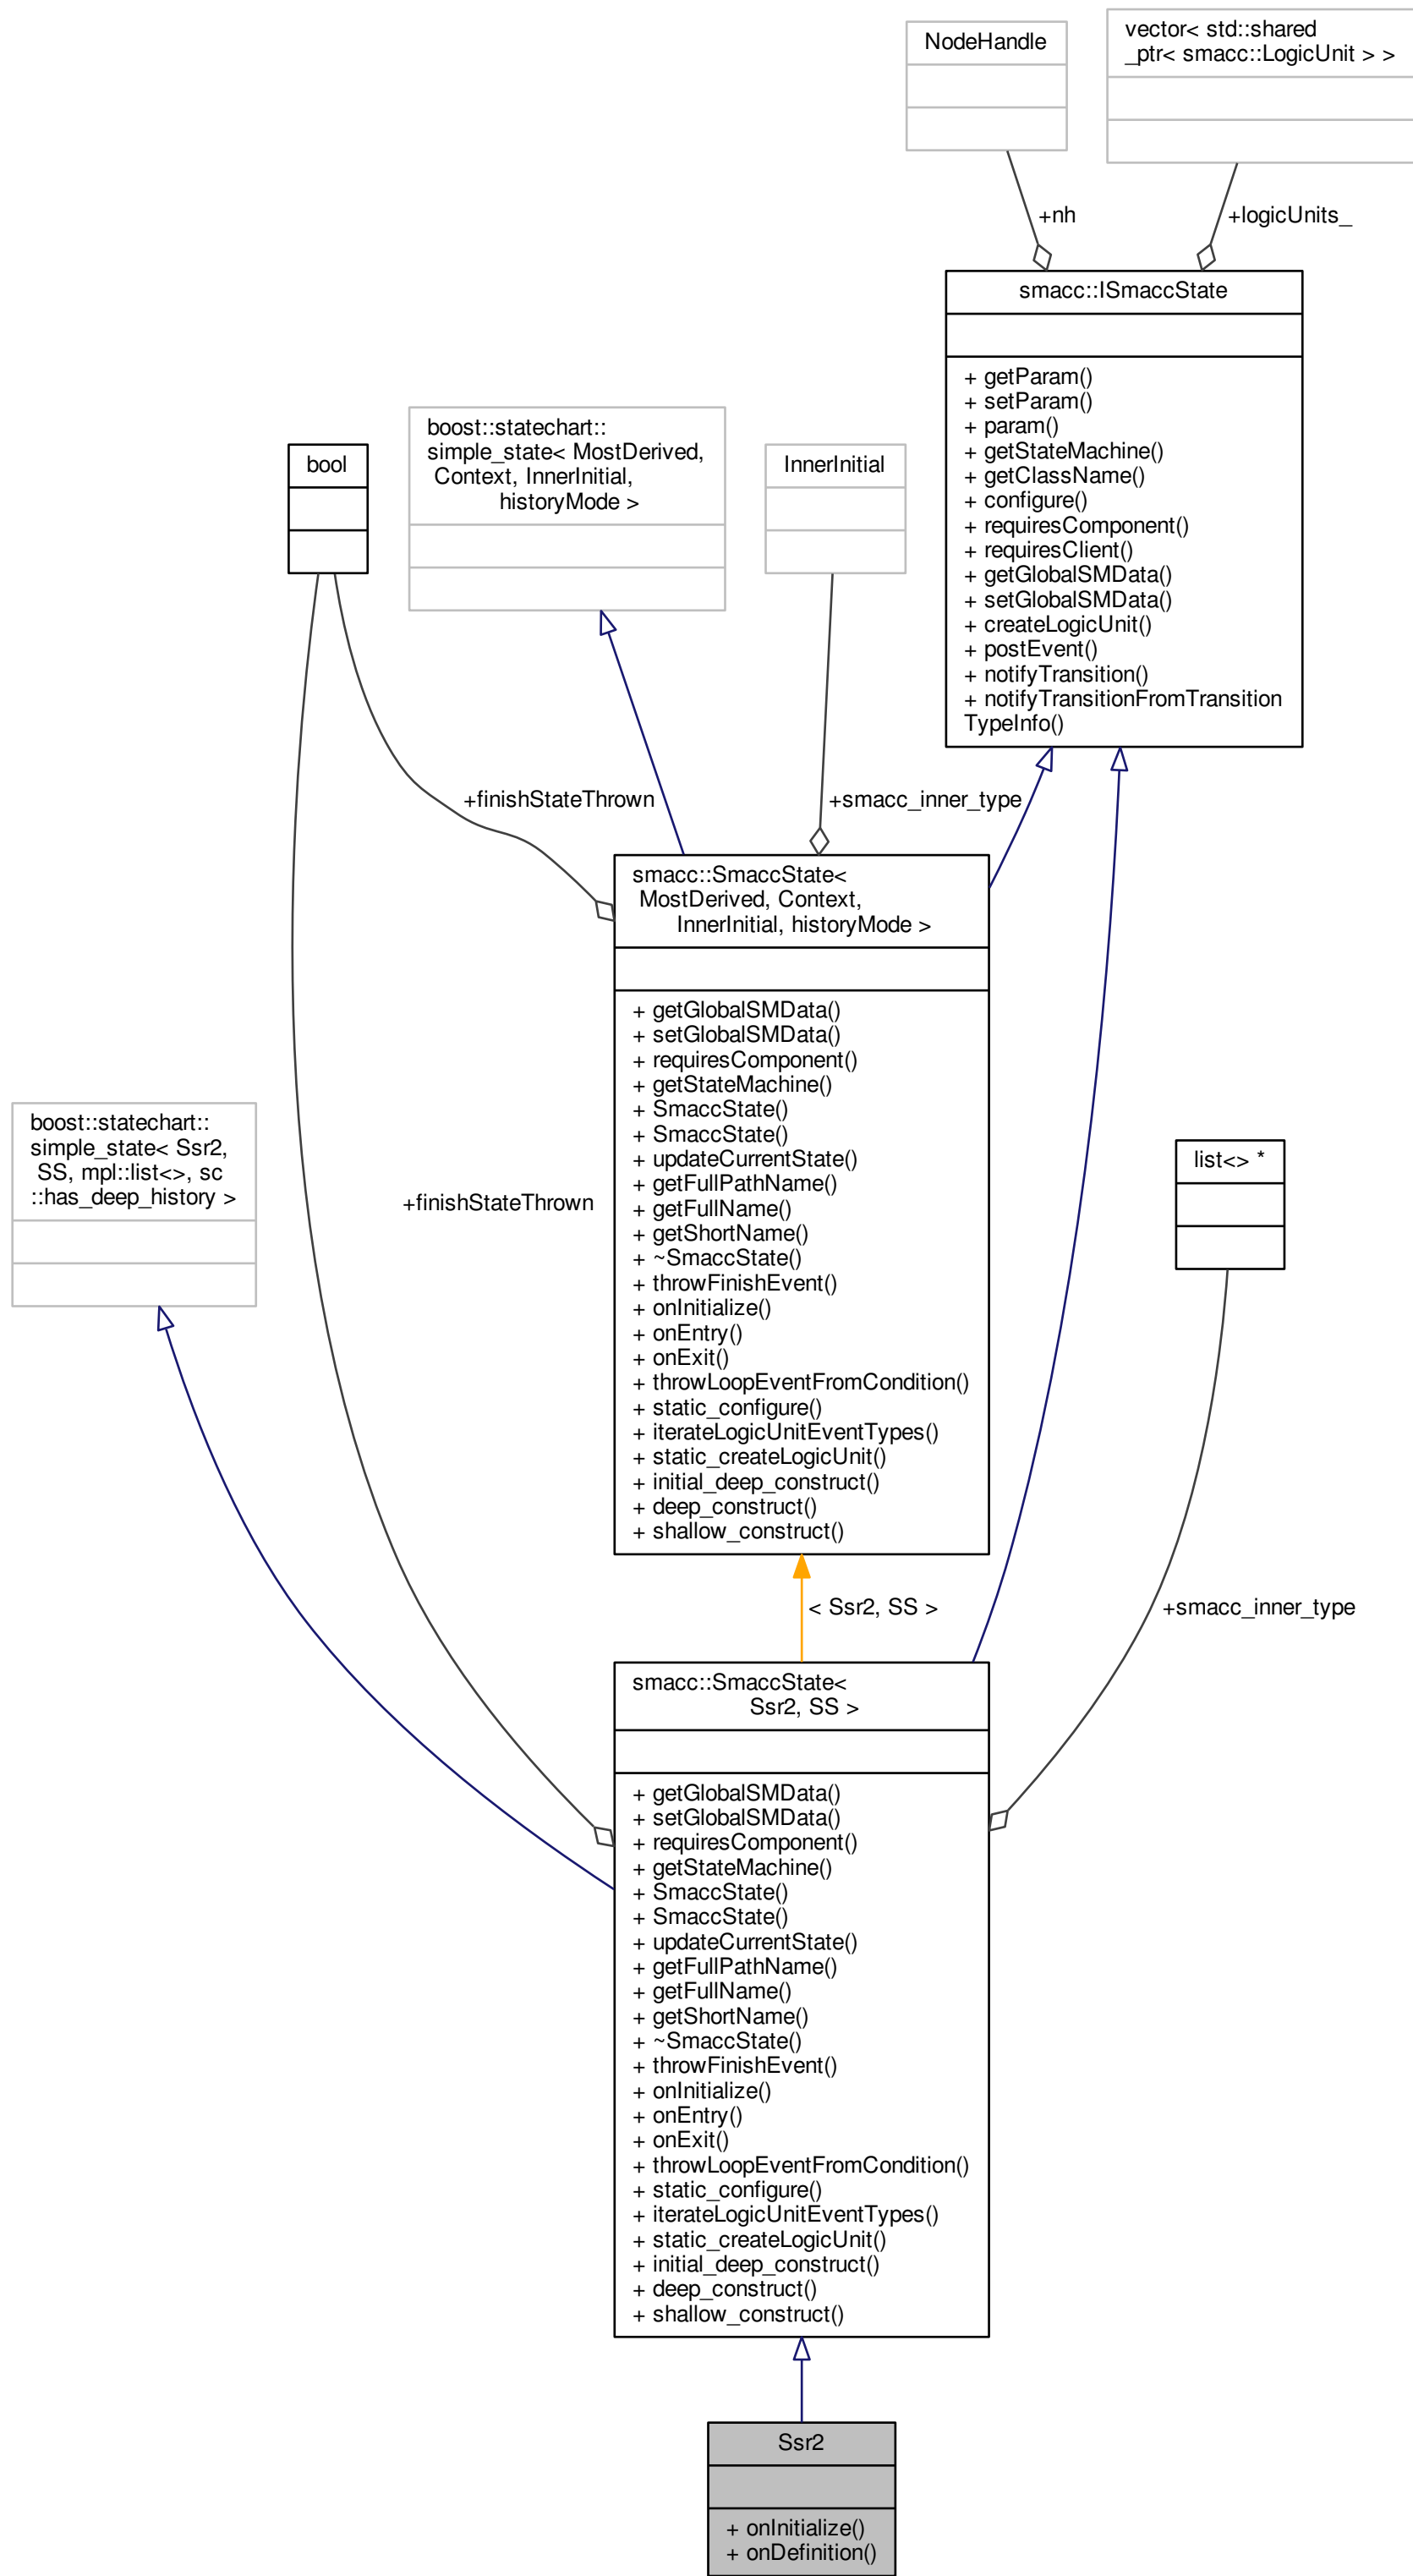 NodeHandle
vector< std::shared
_ptr< smacc::LogicUnit > >
+nh
+logicUnits_
smacc::ISmaccState
+ getParam()
+ setParam()
+ param()
+ getStateMachine()
+ getClassName()
+ configure()
+ requiresComponent()
+ requiresClient()
+ getGlobalSMData()
+ setGlobalSMData()
+ createLogicUnit()
+ postEvent()
+ notifyTransition()
+ notifyTransitionFromTransition
TypeInfo()
bool
boost::statechart::
simple_state< MostDerived,
Context, InnerInitial,
historyMode >
InnerInitial
+finishStateThrown
+smacc_inner_type
smacc::SmaccState<
MostDerived, Context,
InnerInitial, historyMode >
+ getGlobalSMData()
+ setGlobalSMData()
+ requiresComponent()
+ getStateMachine()
+ SmaccState()
+ SmaccState()
+ updateCurrentState()
+ getFullPathName()
+ getFullName()
+ getShortName()
+ ~SmaccState()
+ throwFinishEvent()
+ onInitialize()
+ onEntry()
+ onExit()
+ throwLoopEventFromCondition()
+ static_configure()
+ iterateLogicUnitEventTypes()
+ static_createLogicUnit()
+ initial_deep_construct()
+ deep_construct()
+ shallow_construct()
boost::statechart::
simple_state< Ssr2,
SS, mpl::list<>, sc
::has_deep_history >
+finishStateThrown
list<> *
< Ssr2, SS >
+smacc_inner_type
smacc::SmaccState<
Ssr2, SS >
+ getGlobalSMData()
+ setGlobalSMData()
+ requiresComponent()
+ getStateMachine()
+ SmaccState()
+ SmaccState()
+ updateCurrentState()
+ getFullPathName()
+ getFullName()
+ getShortName()
+ ~SmaccState()
+ throwFinishEvent()
+ onInitialize()
+ onEntry()
+ onExit()
+ throwLoopEventFromCondition()
+ static_configure()
+ iterateLogicUnitEventTypes()
+ static_createLogicUnit()
+ initial_deep_construct()
+ deep_construct()
+ shallow_construct()
Ssr2
+ onInitialize()
+ onDefinition()